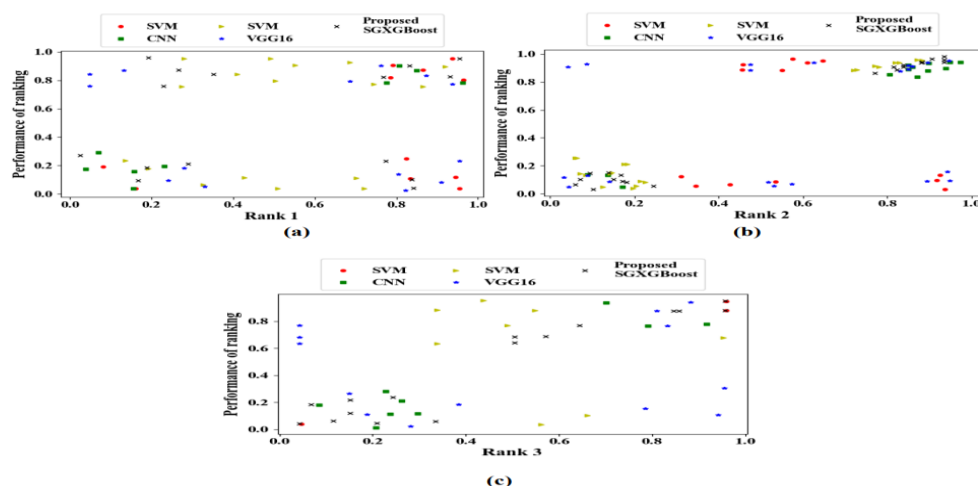 SVM SVM Proposed
CNN VGG16 SGXGBoost
Performance of ranking
1.0
0.8
0.6
0.4
0.2
0.0
0.0 0.2 0.4 0.6 0.8 1.0
Rank 1
(a)
SVM SVM Proposed
CNN VGG16 SGXGBoost
Performance of ranking
1.0
0.8
0.6
0.4
0.2
0.0
0.0 0.2 0.4 0.6 0.8 1.0
Rank 2
(b)
SVM SVM Proposed
CNN VGG16 SGXGBoost
Performance of ranking
0.8
0.6
0.4
0.2
0.0
0.0 0.2 0.4 0.6 0.8 1.0
Rank 3
(c)